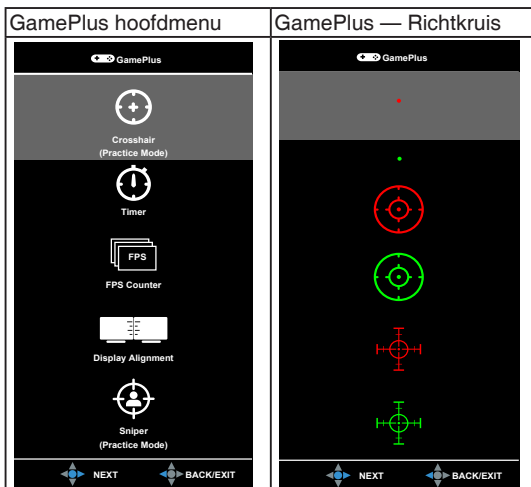 GamePlus hoofdmenu
GamePlus
Crosshair
(Practice Mode)
Timer
FPS
FPS Counter
Display Alignment
Sniper
(Practice Mode)
NEXT BACK/EXIT
GamePlus — Richtkruis
GamePlus
NEXT BACK/EXIT